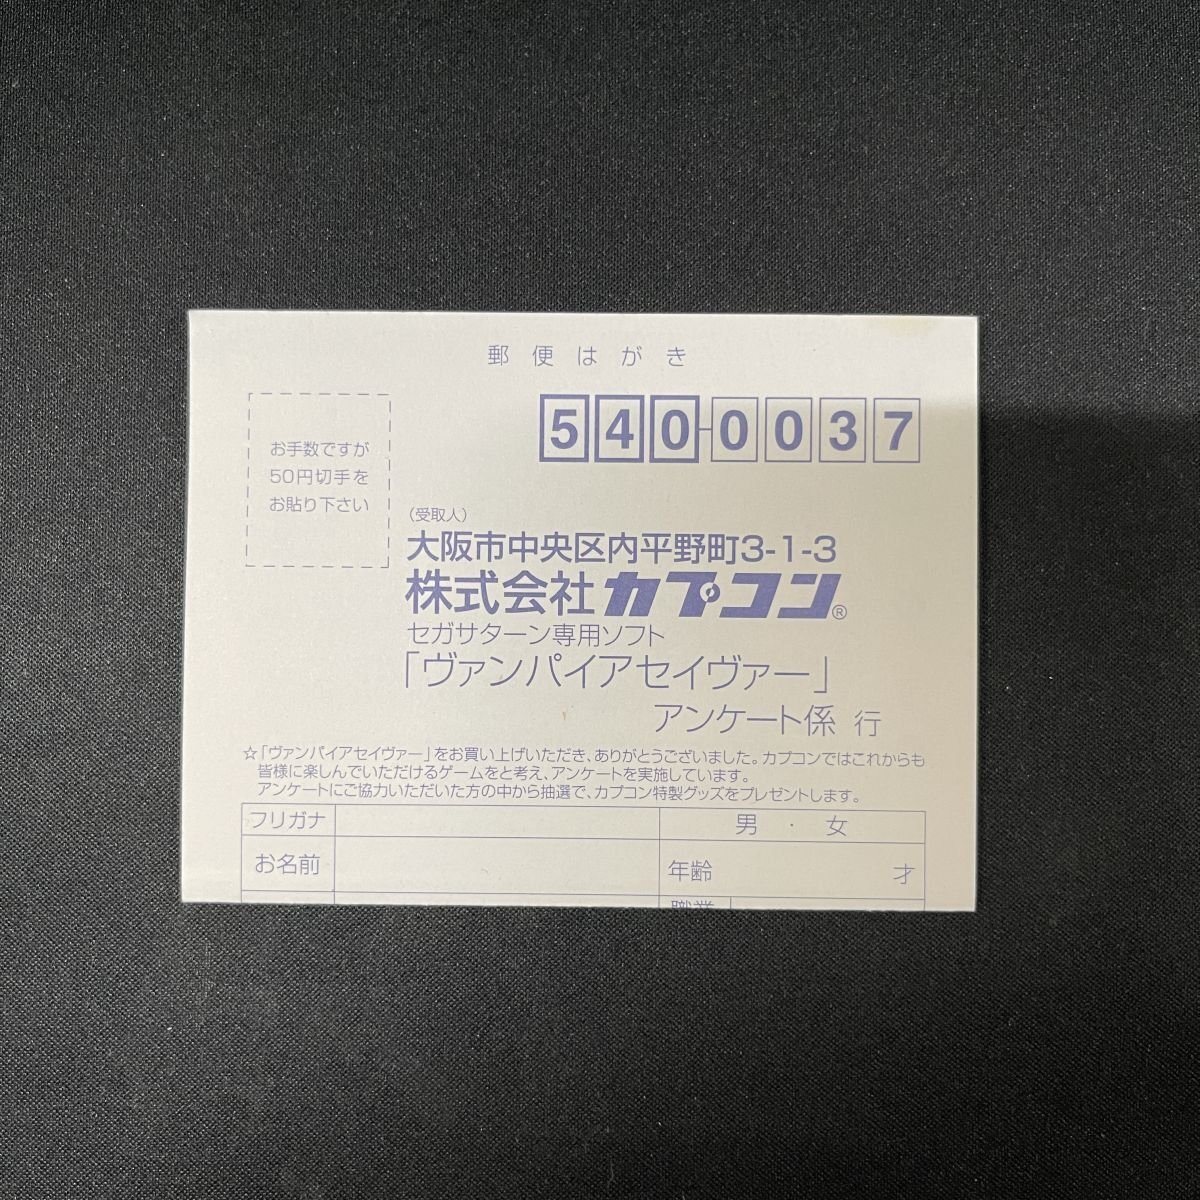 郵便はがき
お手数ですが
50円切手を
お貼り下さい
540-0037
（受取人）
大阪市中央区内平野町3-1-3
株式会社カプコン®
セガサターン専用ソフト
「ヴァンパイアセイヴァー」
アンケート係 行
☆「ヴァンパイアセイヴァー」をお買い上げいただき、ありがとうございました。カプコンではこれからも
皆様に楽しんでいただけるゲームをと考え、アンケートを実施しています。
アンケートにご協力いただいた方の中から抽選で、カプコン特製グッズをプレゼントします。
フリガナ 男・女
お名前 年齢 才
職業